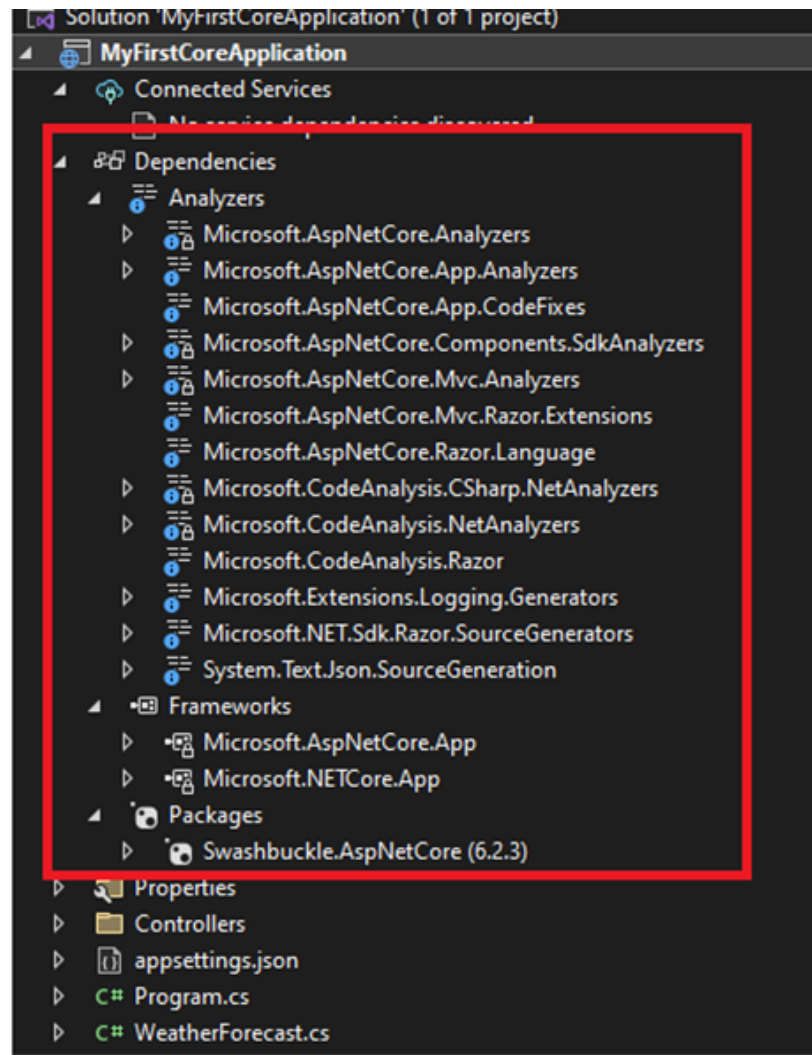 Solution 'MyFirstCoreApplication' (1 of 1 project)
MyFirstCoreApplication
Connected Services
No service dependencies discovered
Dependencies
Analyzers
Microsoft.AspNetCore.Analyzers
Microsoft.AspNetCore.App.Analyzers
Microsoft.AspNetCore.App.CodeFixes
Microsoft.AspNetCore.Components.SdkAnalyzers
Microsoft.AspNetCore.Mvc.Analyzers
Microsoft.AspNetCore.Mvc.Razor.Extensions
Microsoft.AspNetCore.Razor.Language
Microsoft.CodeAnalysis.CSharp.NetAnalyzers
Microsoft.CodeAnalysis.NetAnalyzers
Microsoft.CodeAnalysis.Razor
Microsoft.Extensions.Logging.Generators
Microsoft.NET.Sdk.Razor.SourceGenerators
System.Text.Json.SourceGeneration
Frameworks
Microsoft.AspNetCore.App
Microsoft.NETCore.App
Packages
Swashbuckle.AspNetCore (6.2.3)
Properties
Controllers
appsettings.json
C# Program.cs
C# WeatherForecast.cs